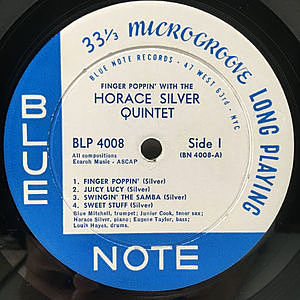 33⅓ MICROGROOVE LONG PLAYING
BLUE NOTE RECORDS · 47 WEST 63rd · NYC
FINGER POPPIN' WITH THE
HORACE SILVER
QUINTET
BLP 4008
Side 1
All compositions
Ecaroh Music - ASCAP
(BN 4008-A)
1. FINGER POPPIN' (Silver)
2. JUICY LUCY (Silver)
3. SWINGIN' THE SAMBA (Silver)
4. SWEET STUFF (Silver)
Blue Mitchell, trumpet; Junior Cook, tenor sax;
Horace Silver, piano; Eugene Taylor, bass;
Louis Hayes, drums.
BLUE
NOTE